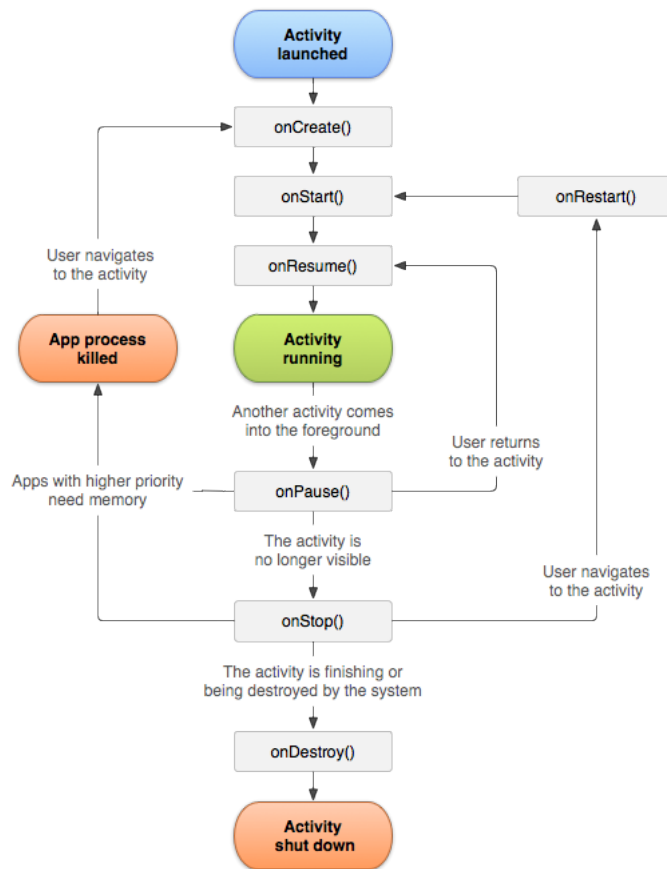 Activity
launched
onCreate()
onStart()
onRestart()
User navigates
to the activity
onResume()
App process
killed
Activity
running
Another activity comes
into the foreground
User returns
to the activity
Apps with higher priority
need memory
onPause()
The activity is
no longer visible
User navigates
to the activity
onStop()
The activity is finishing or
being destroyed by the system
onDestroy()
Activity
shut down